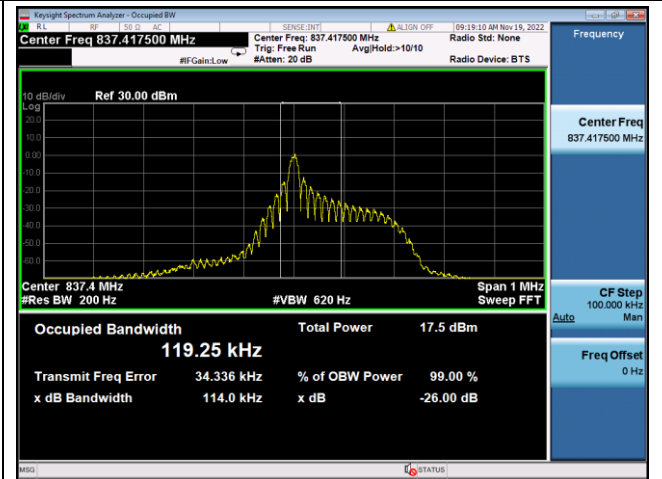 Keysight Spectrum Analyzer - Occupied BW
RL RF 50 Ω AC SENSE:INT ALIGN OFF 09:19:10 AM Nov 19, 2022
Center Freq 837.417500 MHz Center Freq: 837.417500 MHz Radio Std: None
Trig: Free Run Avg|Hold:>10/10
#IFGain:Low #Atten: 20 dB Radio Device: BTS
10 dB/div Ref 30.00 dBm
Log
20.0
10.0
0.00
-10.0
-20.0
-30.0
-40.0
-50.0
-60.0
Center 837.4 MHz Span 1 MHz
#Res BW 200 Hz #VBW 620 Hz Sweep FFT
Occupied Bandwidth Total Power 17.5 dBm
119.25 kHz
Transmit Freq Error 34.336 kHz % of OBW Power 99.00 %
x dB Bandwidth 114.0 kHz x dB -26.00 dB
MSG STATUS
Frequency
Center Freq
837.417500 MHz
CF Step
100.000 kHz
Auto Man
Freq Offset
0 Hz